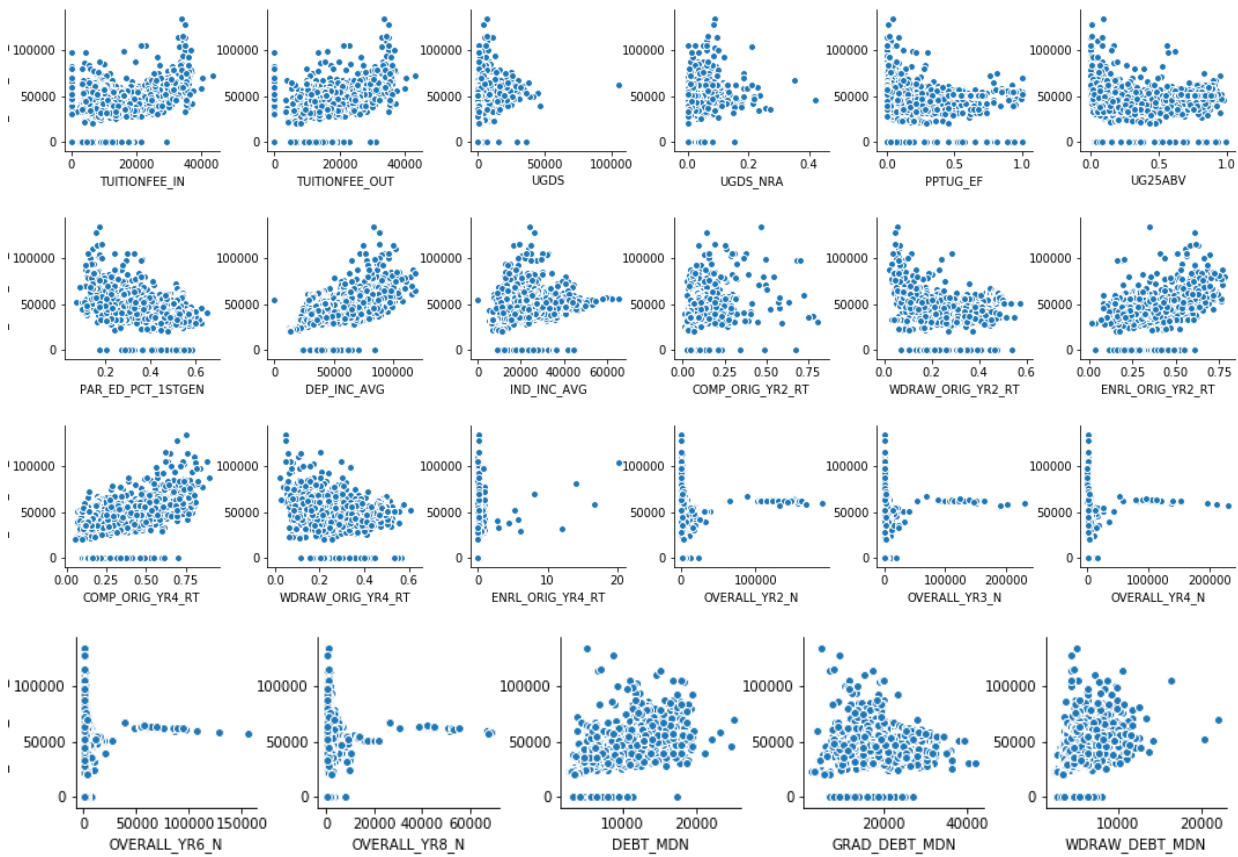 100000 100000 100000 100000 100000 100000
50000 50000 50000 50000 50000 50000
0 0 0 0 0 0
0 20000 40000 0 20000 40000 0 50000 100000 0.0 0.2 0.4 0.0 0.5 1.0 0.0 0.5 1.0
TUITIONFEE_IN TUITIONFEE_OUT UGDS UGDS_NRA PPTUG_EF UG25ABV
100000 100000 100000 100000 100000 100000
50000 50000 50000 50000 50000 50000
0 0 0 0 0 0
0.2 0.4 0.6 0 50000 100000 0 20000 40000 60000 0.00 0.25 0.50 0.75 0.0 0.2 0.4 0.6 0.00 0.25 0.50 0.75
PAR_ED_PCT_1STGEN DEP_INC_AVG IND_INC_AVG COMP_ORIG_YR2_RT WDRAW_ORIG_YR2_RT ENRL_ORIG_YR2_RT
100000 100000 100000 100000 100000 100000
50000 50000 50000 50000 50000 50000
0 0 0 0 0 0
0.00 0.25 0.50 0.75 0.0 0.2 0.4 0.6 0 10 20 0 100000 0 100000 200000 0 100000 200000
COMP_ORIG_YR4_RT WDRAW_ORIG_YR4_RT ENRL_ORIG_YR4_RT OVERALL_YR2_N OVERALL_YR3_N OVERALL_YR4_N
100000 100000 100000 100000 100000
50000 50000 50000 50000 50000
0 0 0 0 0
0 50000 100000 150000 0 20000 40000 60000 10000 20000 20000 40000 10000 20000
OVERALL_YR6_N OVERALL_YR8_N DEBT_MDN GRAD_DEBT_MDN WDRAW_DEBT_MDN